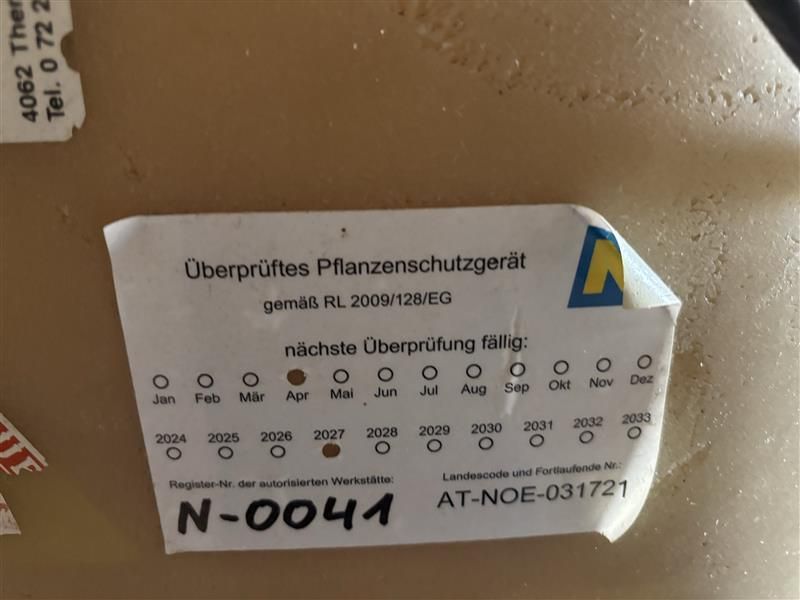 4062 Ther
Tel. 0 72 2
Überprüftes Pflanzenschutzgerät
gemäß RL 2009/128/EG
N
nächste Überprüfung fällig:
Jan Feb Mär Apr Mai Jun Jul Aug Sep Okt Nov Dez
2024 2025 2026 2027 2028 2029 2030 2031 2032 2033
Register-Nr. der autorisierten Werkstätte:
N-0041
Landescode und Fortlaufende Nr.:
AT-NOE-031721